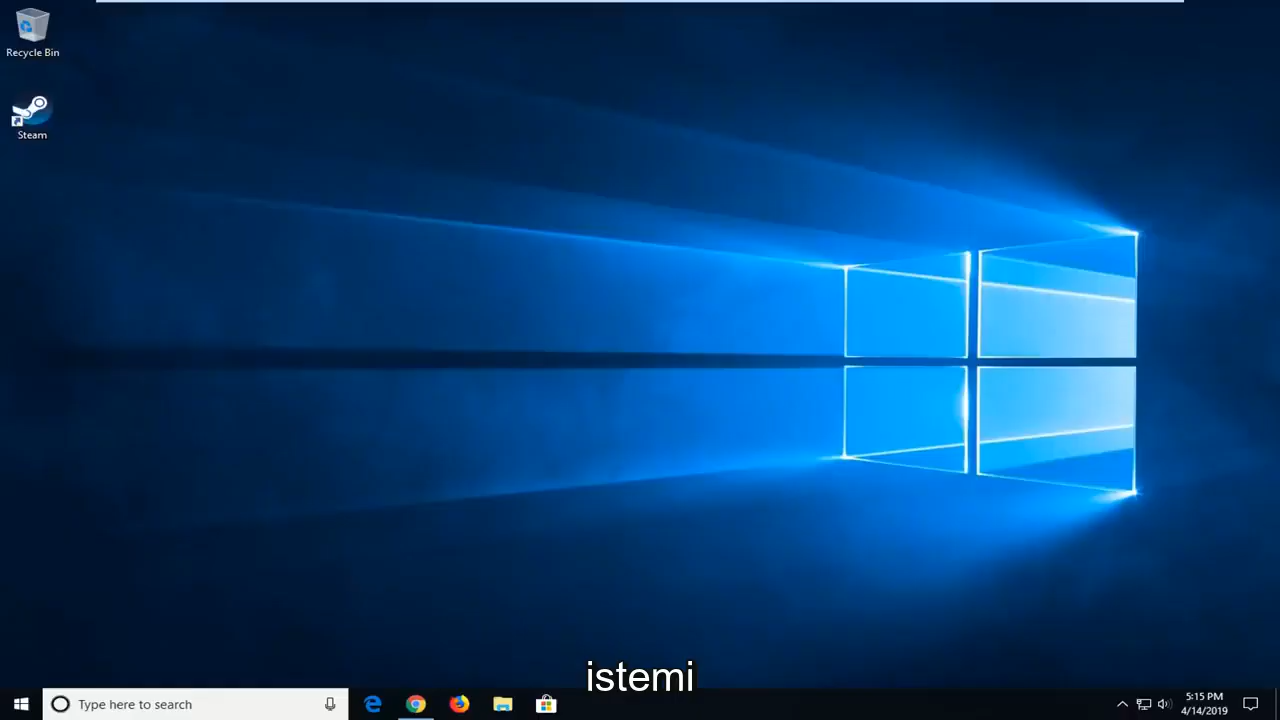 Recycle Bin
Steam
istemi
Type here to search
5:15 PM
4/14/2019